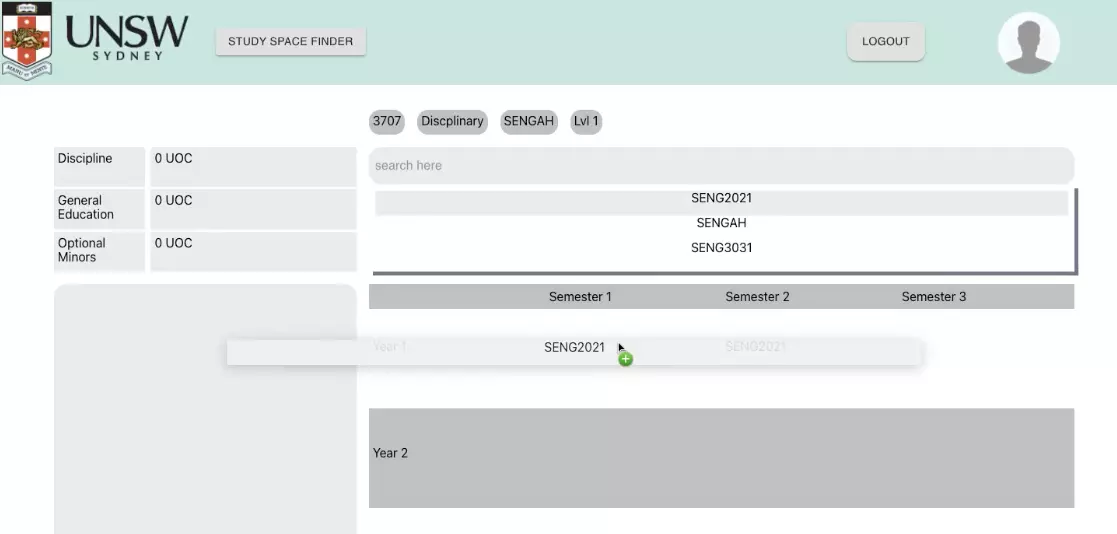 UNSW
SYDNEY
STUDY SPACE FINDER
LOGOUT
3707 Discplinary SENGAH Lvl 1
Discipline 0 UOC
General
Education
0 UOC
Optional
Minors
0 UOC
search here
SENG2021
SENGAH
SENG3031
Semester 1 Semester 2 Semester 3
Year 1 SENG2021 SENG2021
Year 2